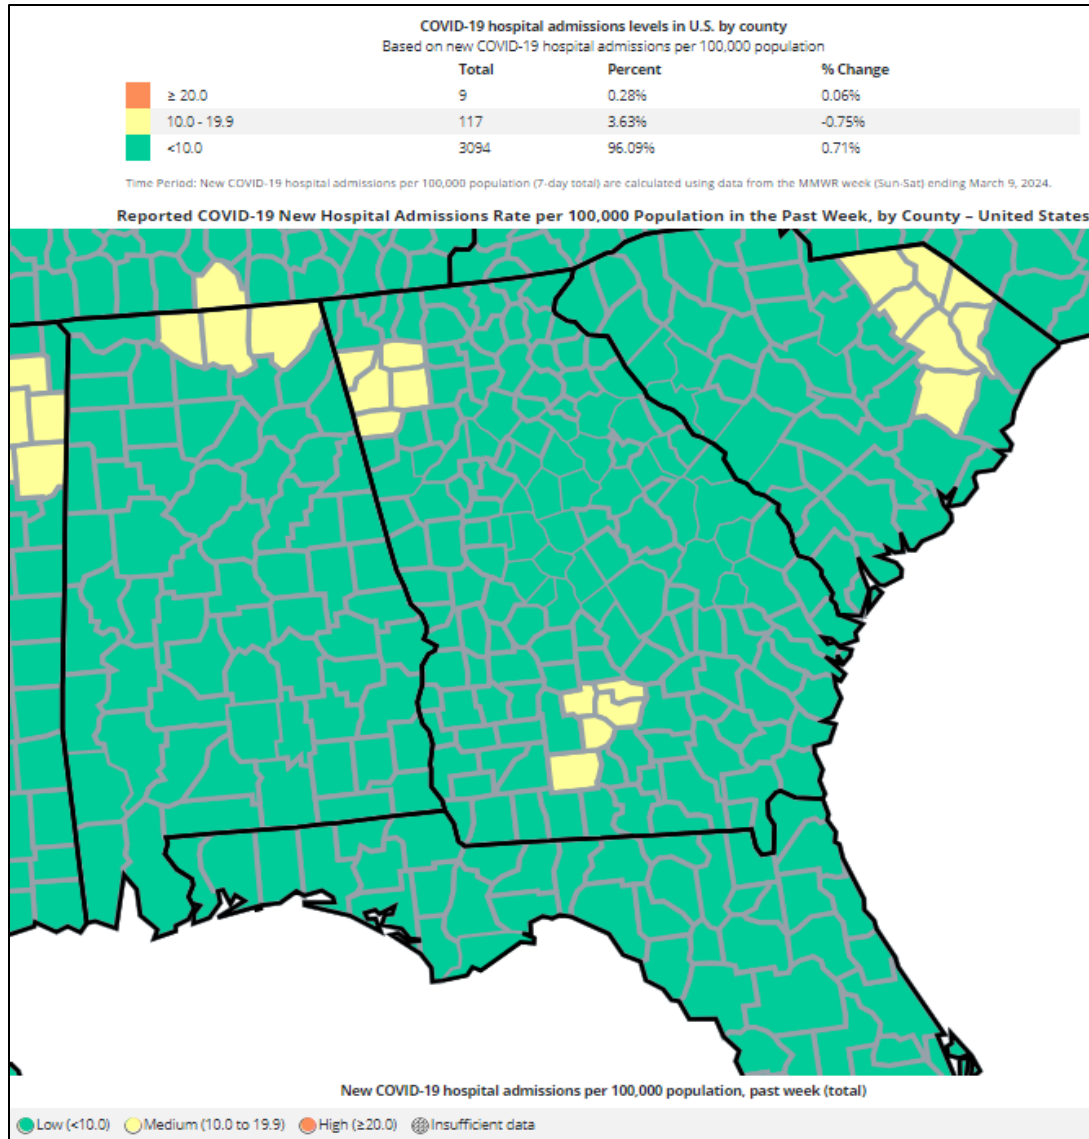 COVID-19 hospital admissions levels in U.S. by county
Based on new COVID-19 hospital admissions per 100,000 population
Total Percent % Change
≥ 20.0 9 0.28% 0.06%
10.0 - 19.9 117 3.63% -0.75%
<10.0 3094 96.09% 0.71%
Time Period: New COVID-19 hospital admissions per 100,000 population (7-day total) are calculated using data from the MMWR week (Sun-Sat) ending March 9, 2024.
Reported COVID-19 New Hospital Admissions Rate per 100,000 Population in the Past Week, by County – United States
New COVID-19 hospital admissions per 100,000 population, past week (total)
Low (<10.0) Medium (10.0 to 19.9) High (≥20.0) Insufficient data